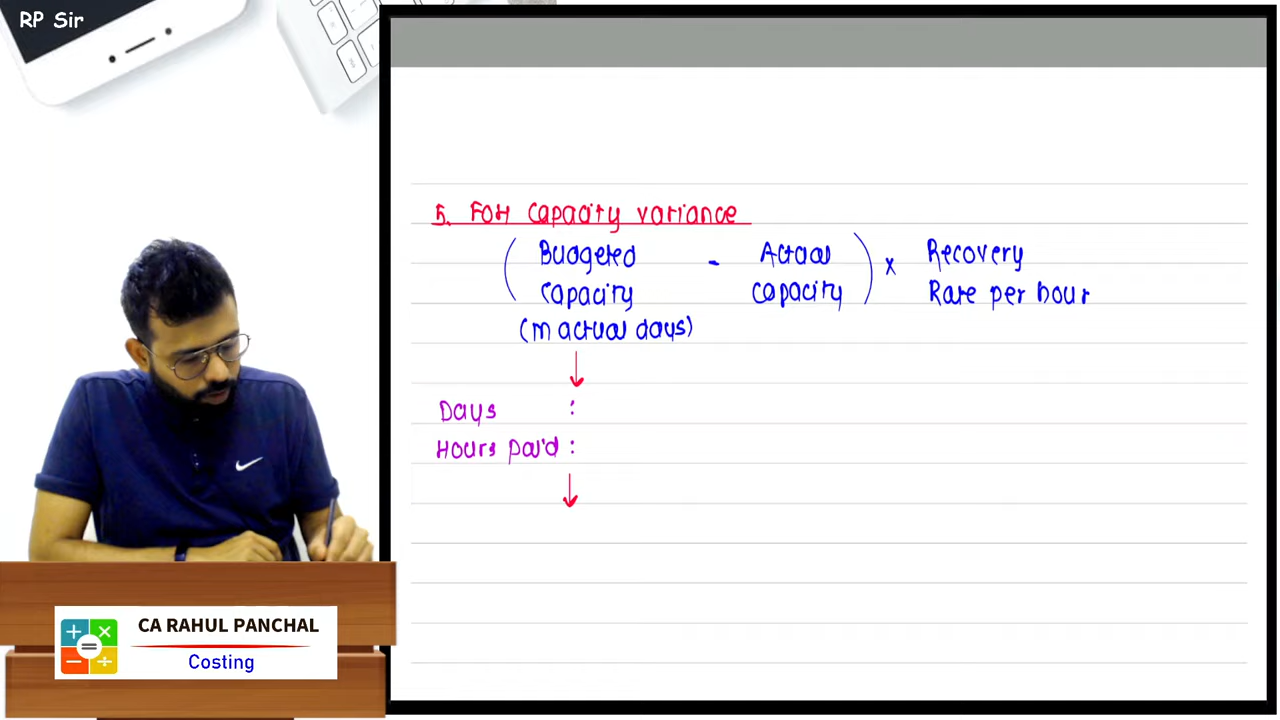 RP Sir
5. FOH Capacity variance
( Budgeted - Actual ) × Recovery
Capacity capacity Rate per hour
(in actual days)
↓
Days :
Hours paid :
↓
CA RAHUL PANCHAL
Costing